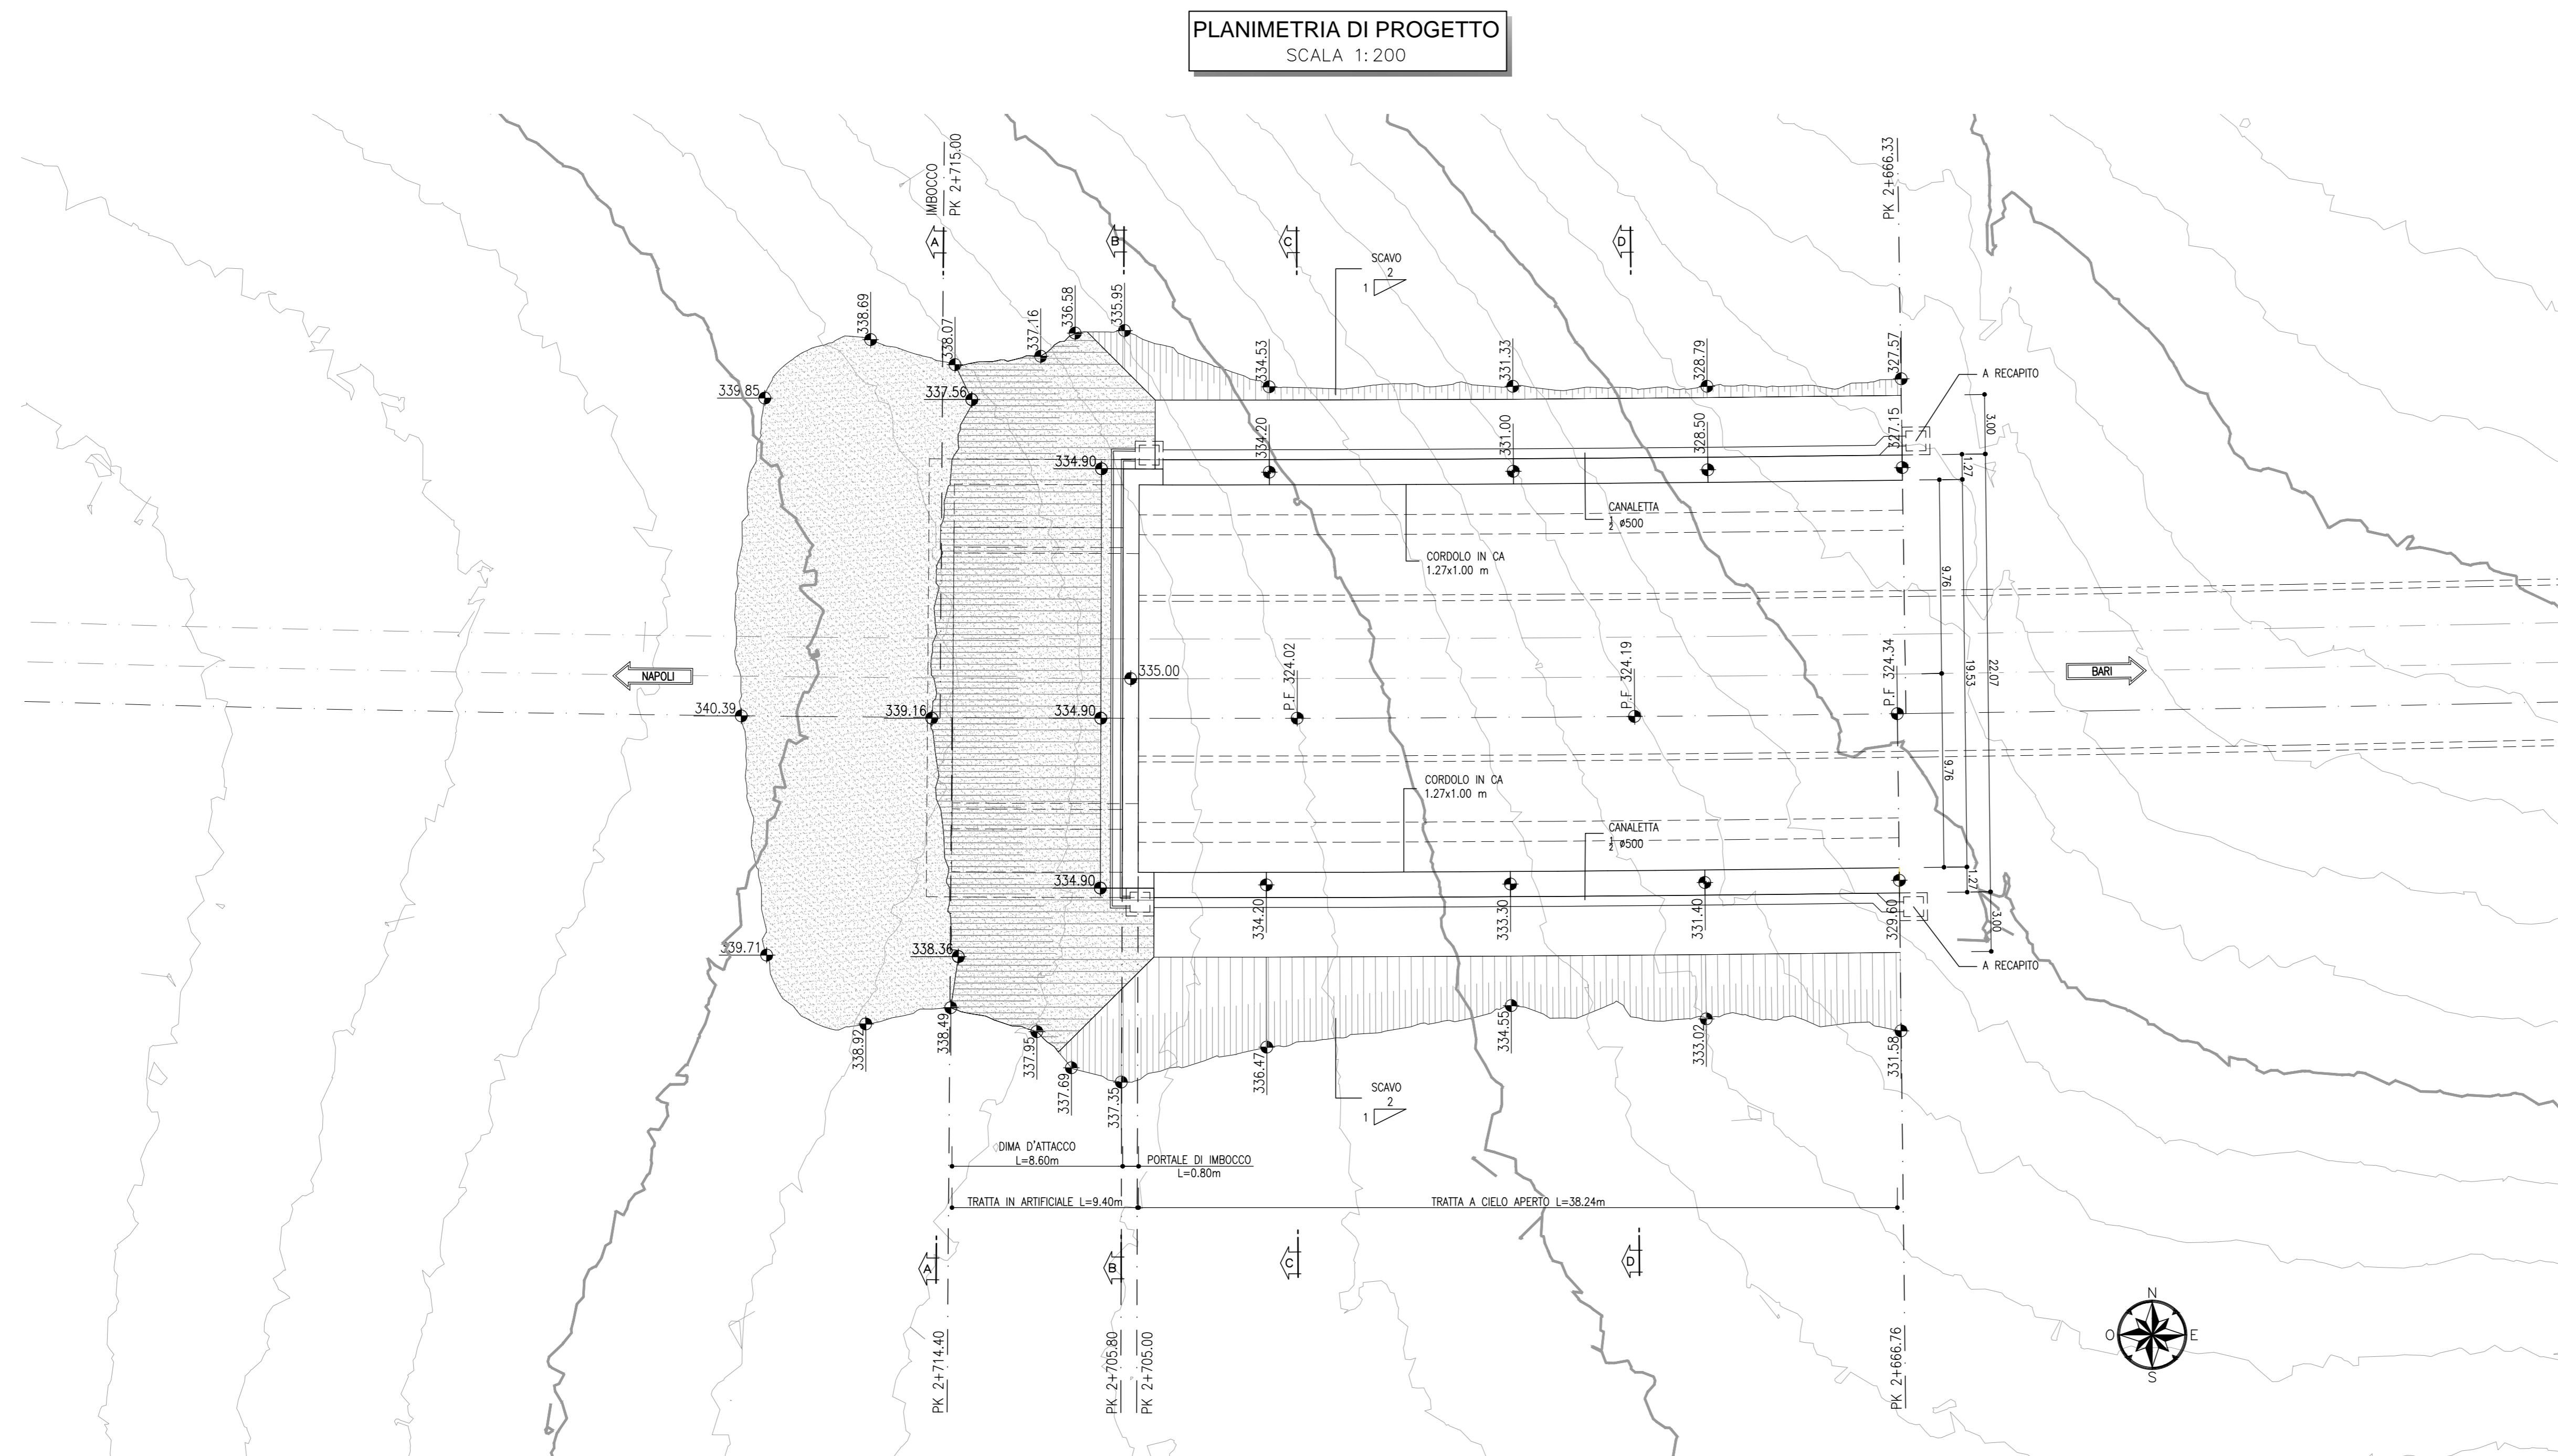 PLANIMETRIA DI PROGETTO
SCALA 1:200
IMBOCCO
PK 2+715.00
PK 2+666.33
A
B
C
D
SCAVO
2
1
338.69
338.07
337.16
336.58
335.95
334.53
331.33
328.79
327.57
A RECAPITO
339.85
337.56
334.90
334.20
331.00
328.50
327.15
3.00
1.27
CANALETTA
½ ø500
CORDOLO IN CA
1.27x1.00 m
9.76
19.53
22.07
NAPOLI
335.00
P.F 324.02
P.F 324.19
P.F 324.34
BARI
340.39
339.16
334.90
9.76
CORDOLO IN CA
1.27x1.00 m
CANALETTA
½ ø500
334.90
334.20
333.30
331.40
329.60
1.27
3.00
339.71
338.36
A RECAPITO
338.92
338.49
337.95
337.69
337.35
336.47
334.55
333.02
331.58
SCAVO
2
1
DIMA D'ATTACCO
L=8.60m
PORTALE DI IMBOCCO
L=0.80m
TRATTA IN ARTIFICIALE L=9.40m
TRATTA A CIELO APERTO L=38.24m
A
B
C
D
PK 2+714.40
PK 2+705.80
PK 2+705.00
PK 2+666.76
N
O
E
S